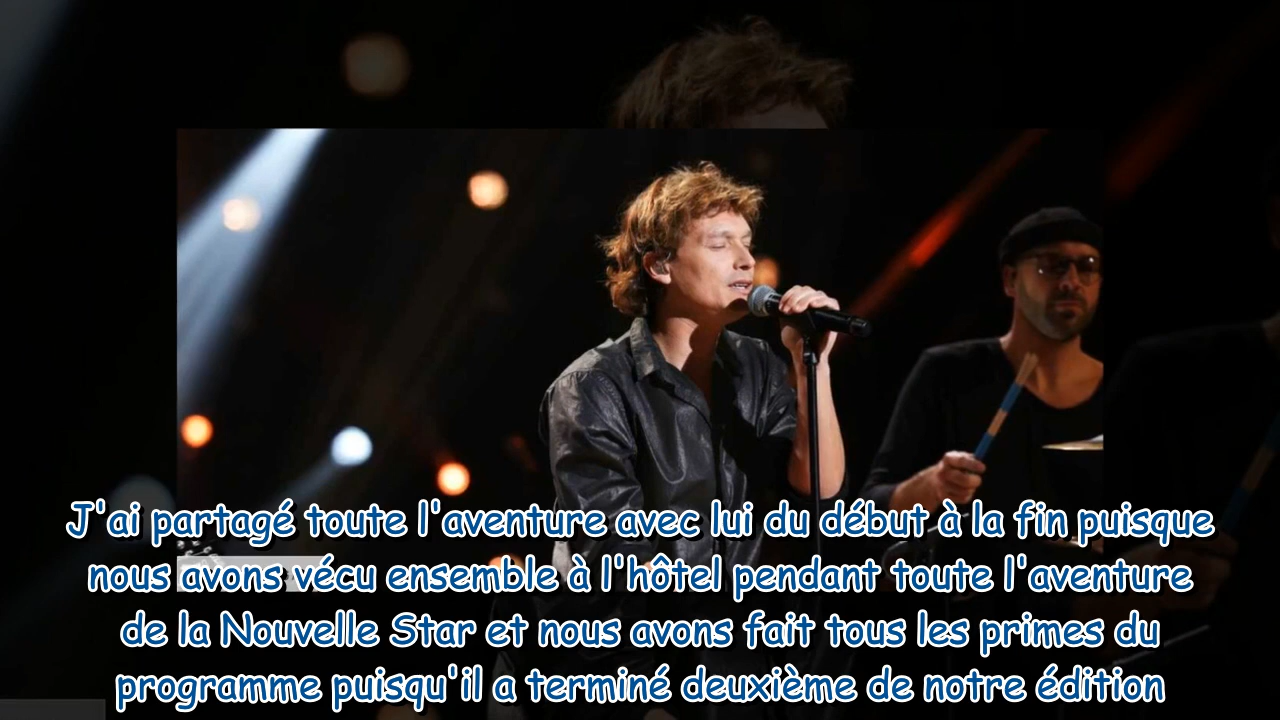 J'ai partagé toute l'aventure avec lui du début à la fin puisque
nous avons vécu ensemble à l'hôtel pendant toute l'aventure
de la Nouvelle Star et nous avons fait tous les primes du
programme puisqu'il a terminé deuxième de notre édition